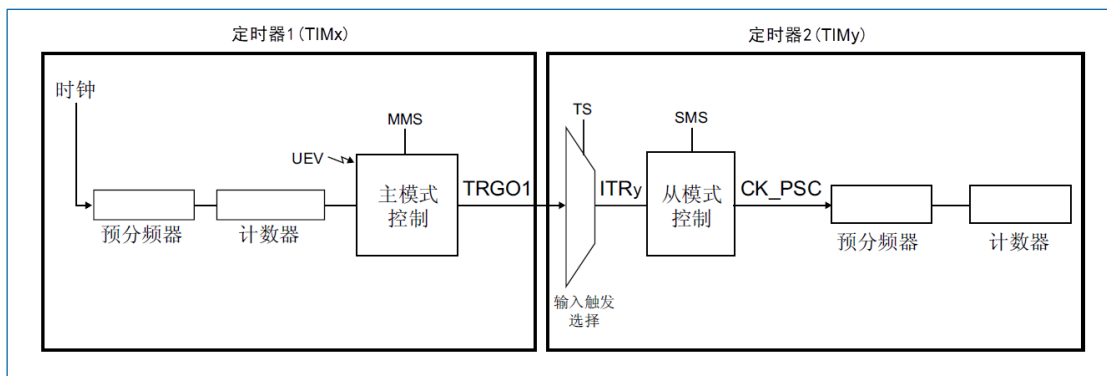 定时器1(TIMx)
定时器2(TIMy)
时钟
MMS
TS
SMS
UEV
主模式
控制
TRGO1
ITRy
从模式
控制
CK_PSC
预分频器
计数器
预分频器
计数器
输入触发
选择